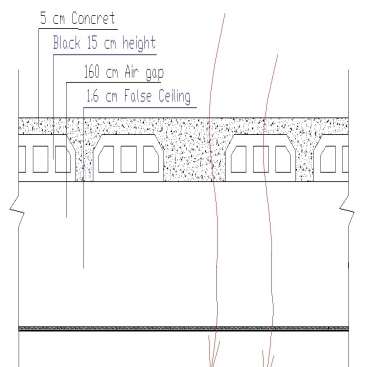 5 cm Concret
Black 15 cm height
160 cm Air gap
1.6 cm False Ceiling